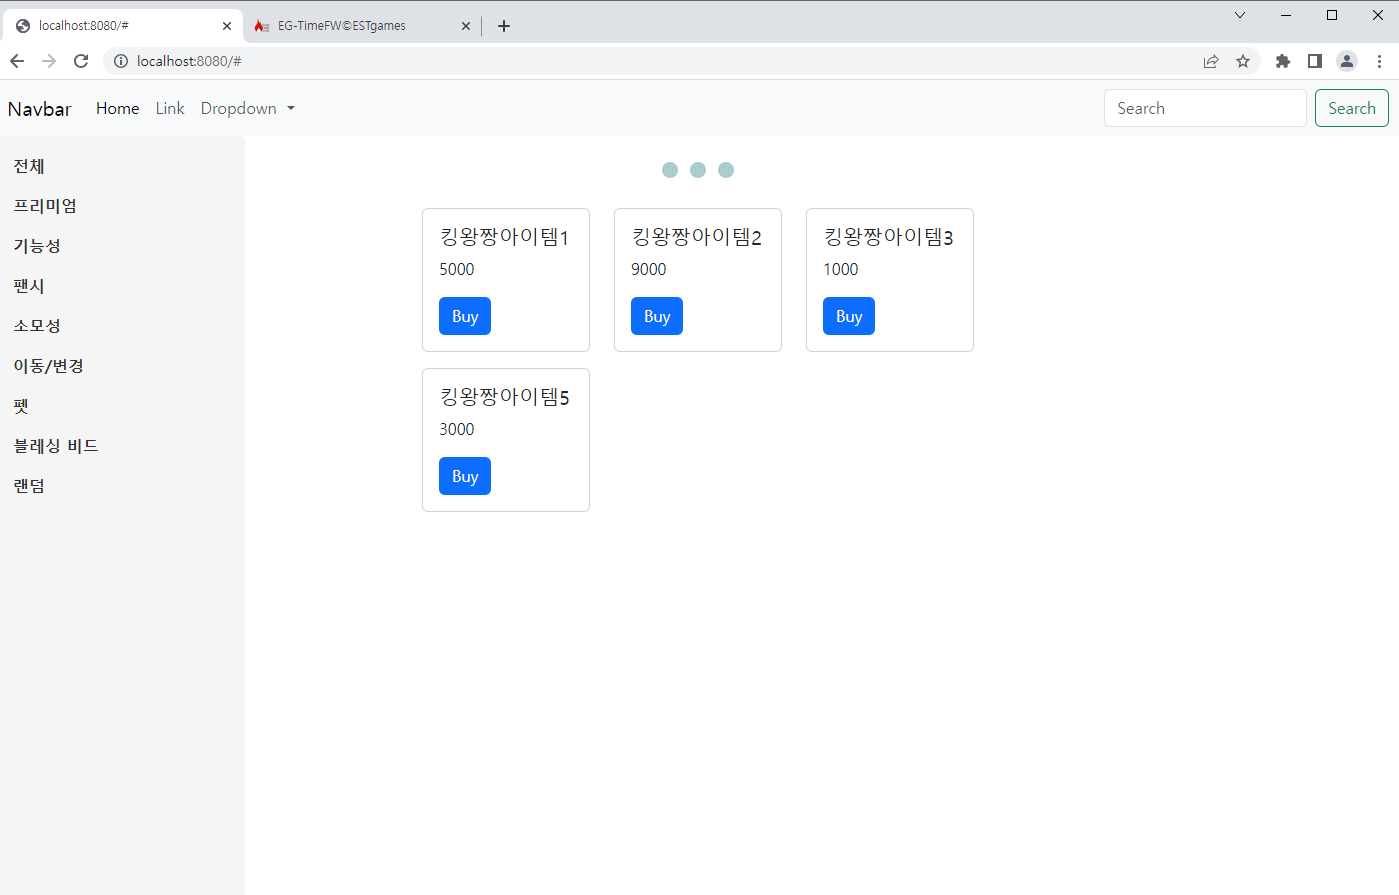 localhost:8080/#
EG-TimeFW©ESTgames
localhost:8080/#
Navbar Home Link Dropdown Search Search
전체
프리미엄
기능성
팬시
소모성
이동/변경
펫
블레싱 비드
랜덤
킹왕짱아이템1
5000
Buy
킹왕짱아이템2
9000
Buy
킹왕짱아이템3
1000
Buy
킹왕짱아이템5
3000
Buy